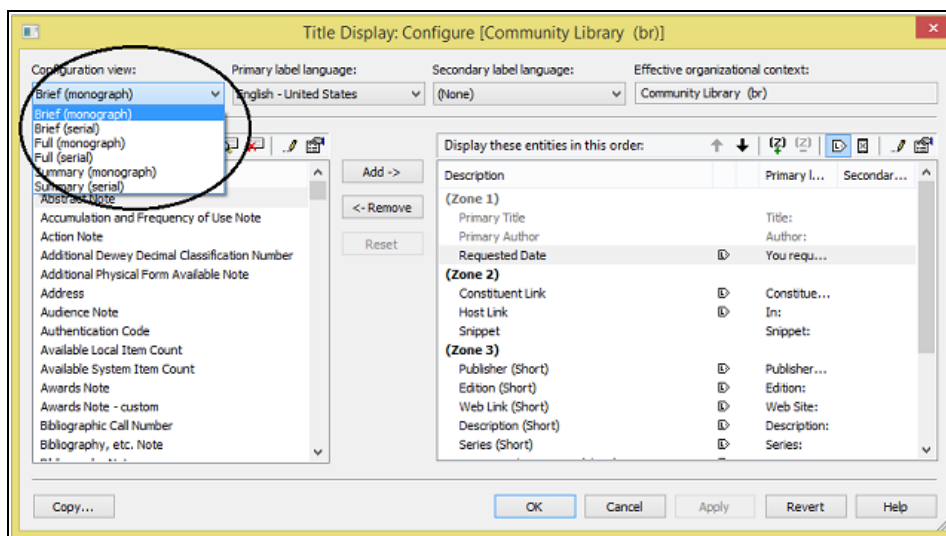 Title Display: Configure [Community Library (br)]
Configuration view:
Primary label language:
Secondary label language:
Effective organizational context:
Brief (monograph)
English - United States
(None)
Community Library (br)
Brief (monograph)
Brief (serial)
Full (monograph)
Full (serial)
Summary (monograph)
Summary (serial)
Abstract Note
Accumulation and Frequency of Use Note
Action Note
Additional Dewey Decimal Classification Number
Additional Physical Form Available Note
Address
Audience Note
Authentication Code
Available Local Item Count
Available System Item Count
Awards Note
Awards Note - custom
Bibliographic Call Number
Bibliography, etc. Note
Add ->
<- Remove
Reset
Display these entities in this order:
Description Primary l... Secondar...
(Zone 1)
Primary Title Title:
Primary Author Author:
Requested Date You requ...
(Zone 2)
Constituent Link Constitue...
Host Link In:
Snippet Snippet:
(Zone 3)
Publisher (Short) Publisher...
Edition (Short) Edition:
Web Link (Short) Web Site:
Description (Short) Description:
Series (Short) Series:
Copy...
OK
Cancel
Apply
Revert
Help